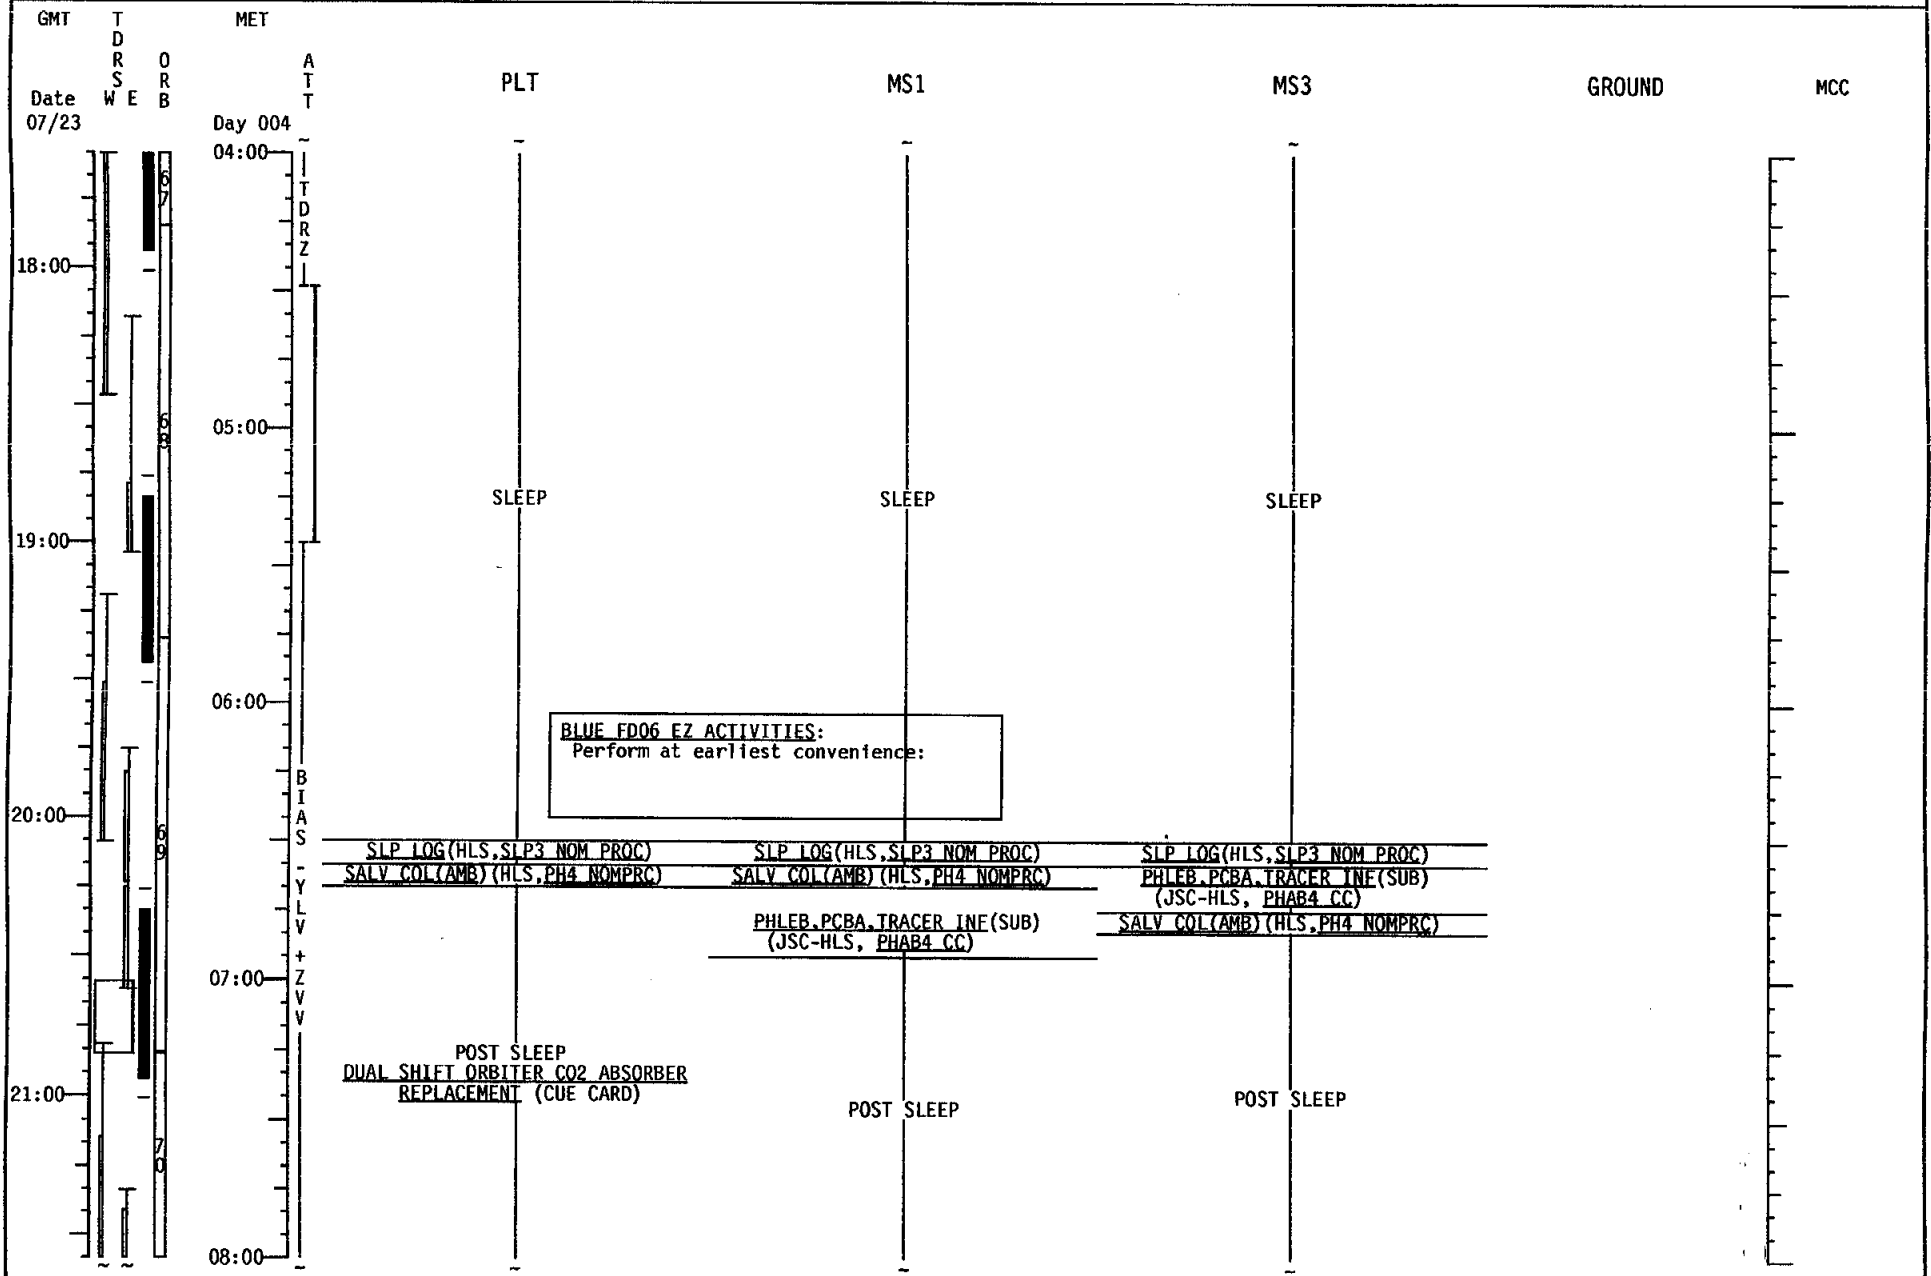 GMT
TDRS
W E
ORB
MET
ATT
PLT
MS1
MS3
GROUND
MCC
Date
07/23
Day 004
04:00
67
TDRZ
18:00
68
05:00
SLEEP
SLEEP
SLEEP
19:00
06:00
BLUE FD06 EZ ACTIVITIES:
Perform at earliest convenience:
BIAS -YLV +ZVV
20:00
69
SLP LOG(HLS,SLP3 NOM PROC)
SLP LOG(HLS,SLP3 NOM PROC)
SLP LOG(HLS,SLP3 NOM PROC)
SALV COL(AMB)(HLS,PH4 NOMPRC)
SALV COL(AMB)(HLS,PH4 NOMPRC)
PHLEB,PCBA,TRACER INF(SUB)
(JSC-HLS, PHAB4 CC)
PHLEB,PCBA,TRACER INF(SUB)
(JSC-HLS, PHAB4 CC)
SALV COL(AMB)(HLS,PH4 NOMPRC)
07:00
POST SLEEP
DUAL SHIFT ORBITER CO2 ABSORBER
REPLACEMENT (CUE CARD)
21:00
POST SLEEP
POST SLEEP
70
08:00